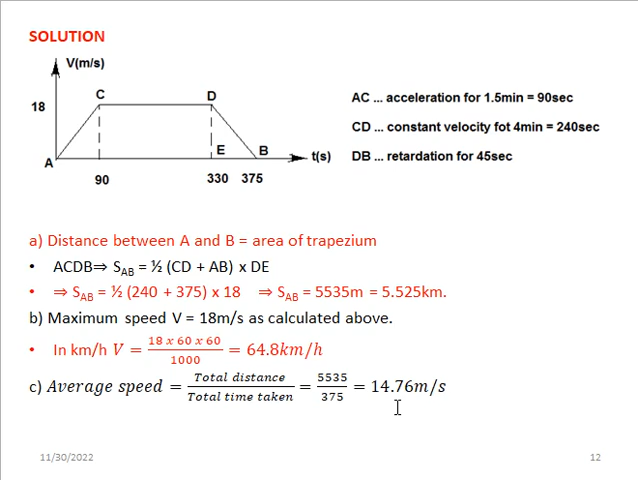 SOLUTION
V(m/s)
C
D
18
AC ... acceleration for 1.5min = 90sec
CD ... constant velocity fot 4min = 240sec
DB ... retardation for 45sec
A
E
B
t(s)
90
330
375
a) Distance between A and B = area of trapezium
• ACDB⇒ S_AB = ½ (CD + AB) x DE
• ⇒ S_AB = ½ (240 + 375) x 18 ⇒ S_AB = 5535m = 5.525km.
b) Maximum speed V = 18m/s as calculated above.
• In km/h V = 18 x 60 x 60 / 1000 = 64.8km/h
c) Average speed = Total distance / Total time taken = 5535 / 375 = 14.76m/s
11/30/2022
12